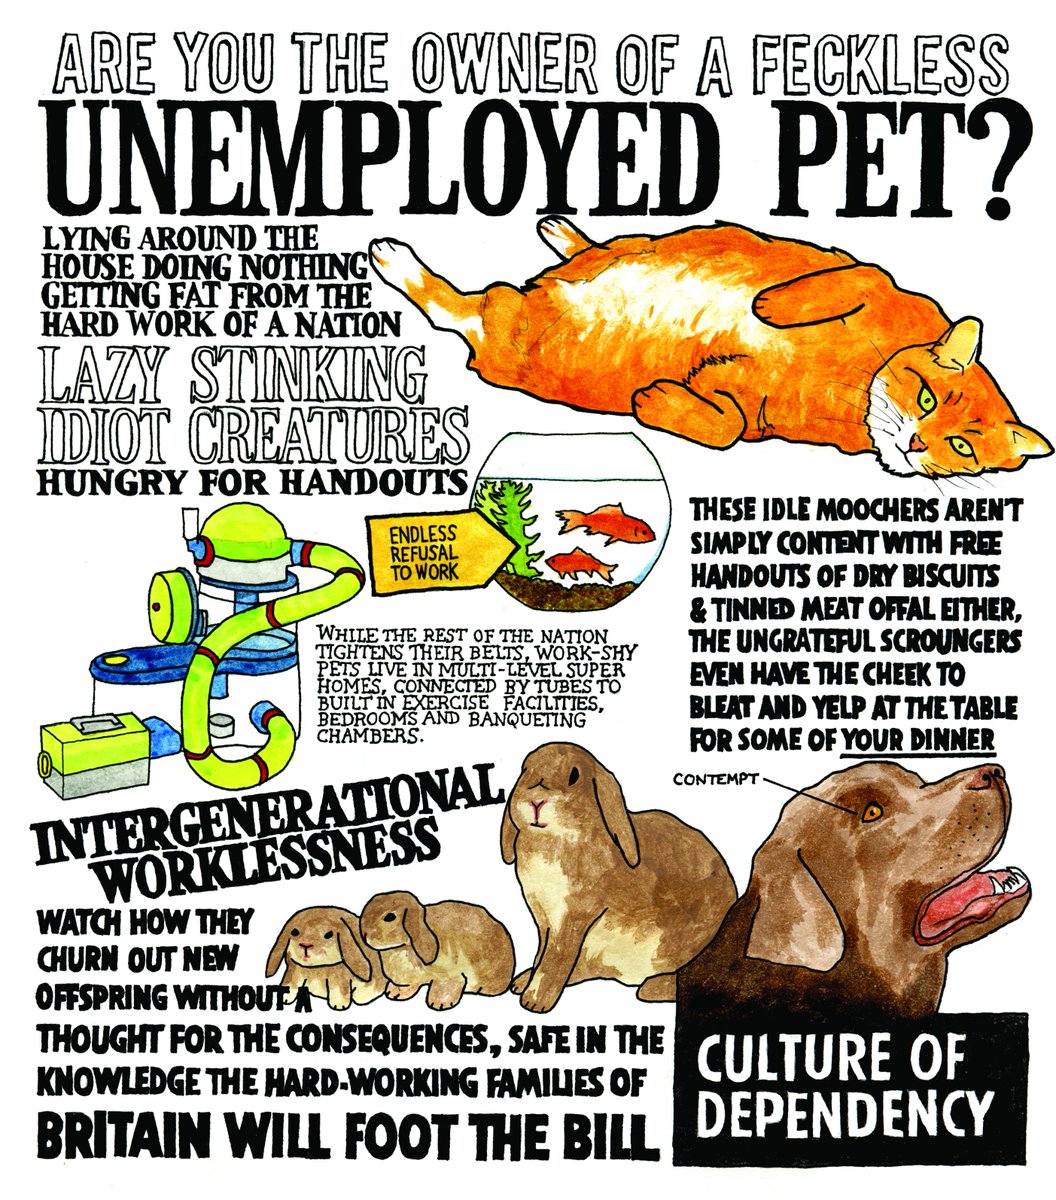 ARE YOU THE OWNER OF A FECKLESS
UNEMPLOYED PET?
LYING AROUND THE
HOUSE DOING NOTHING
GETTING FAT FROM THE
HARD WORK OF A NATION
LAZY STINKING
IDIOT CREATURES
HUNGRY FOR HANDOUTS
ENDLESS
REFUSAL
TO WORK
THESE IDLE MOOCHERS AREN'T
SIMPLY CONTENT WITH FREE
HANDOUTS OF DRY BISCUITS
& TINNED MEAT OFFAL EITHER,
THE UNGRATEFUL SCROUNGERS
EVEN HAVE THE CHEEK TO
BLEAT AND YELP AT THE TABLE
FOR SOME OF YOUR DINNER
WHILE THE REST OF THE NATION
TIGHTENS THEIR BELTS, WORK-SHY
PETS LIVE IN MULTI-LEVEL SUPER
HOMES, CONNECTED BY TUBES TO
BUILT IN EXERCISE FACILITIES,
BEDROOMS AND BANQUETING
CHAMBERS.
CONTEMPT
INTERGENERATIONAL
WORKLESSNESS
WATCH HOW THEY
CHURN OUT NEW
OFFSPRING WITHOUT A
THOUGHT FOR THE CONSEQUENCES, SAFE IN THE
KNOWLEDGE THE HARD-WORKING FAMILIES OF
BRITAIN WILL FOOT THE BILL
CULTURE OF
DEPENDENCY